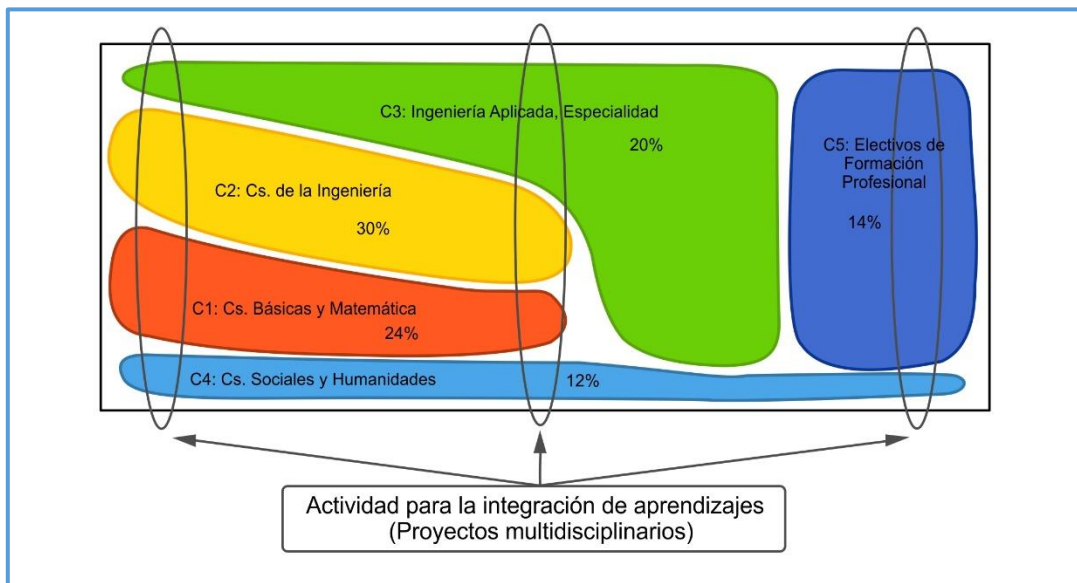 C3: Ingeniería Aplicada, Especialidad
20%
C2: Cs. de la Ingeniería
30%
C1: Cs. Básicas y Matemática
24%
C4: Cs. Sociales y Humanidades
12%
C5: Electivos de
Formación
Profesional
14%
Actividad para la integración de aprendizajes
(Proyectos multidisciplinarios)